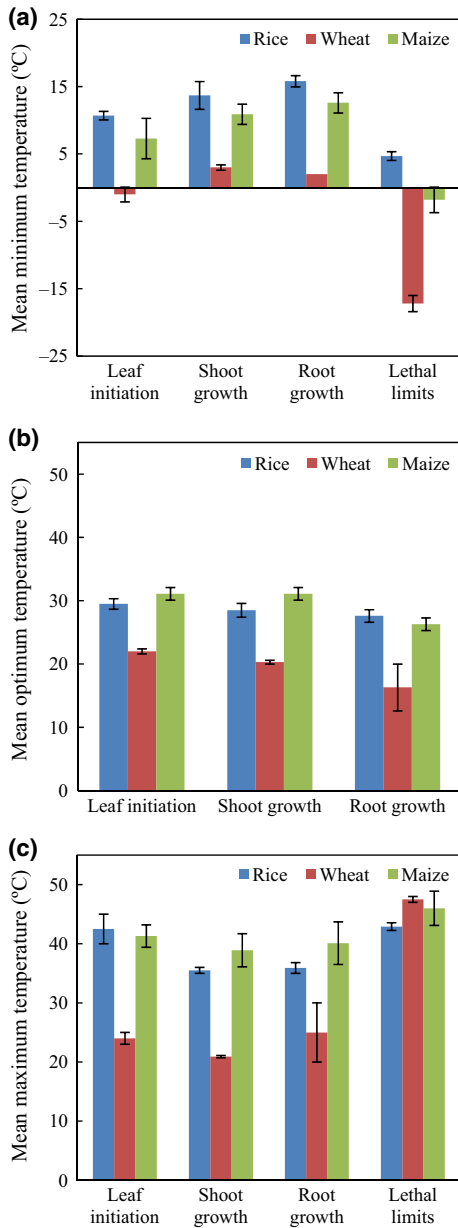 (a)
Mean minimum temperature (ºC)
25
15
5
–5
–15
–25
Rice Wheat Maize
Leaf initiation
Shoot growth
Root growth
Lethal limits
(b)
Mean optimum temperature (ºC)
50
40
30
20
10
0
Rice Wheat Maize
Leaf initiation Shoot growth Root growth
(c)
Mean maximum temperature (ºC)
50
40
30
20
10
0
Rice Wheat Maize
Leaf initiation
Shoot growth
Root growth
Lethal limits